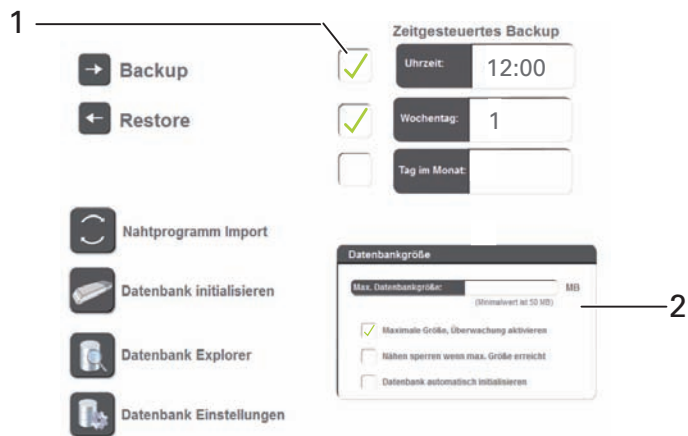 1
Zeitgesteuertes Backup
Backup
Uhrzeit: 12:00
Restore
Wochentag: 1
Tag im Monat:
Nahtprogramm Import
Datenbank initialisieren
Datenbank Explorer
Datenbank Einstellungen
Datenbankgröße
Max. Datenbankgröße: MB
(Minimalwert ist 50 MB)
2
Maximale Größe, Überwachung aktivieren
Nähen sperren wenn max. Größe erreicht
Datenbank automatisch initialisieren